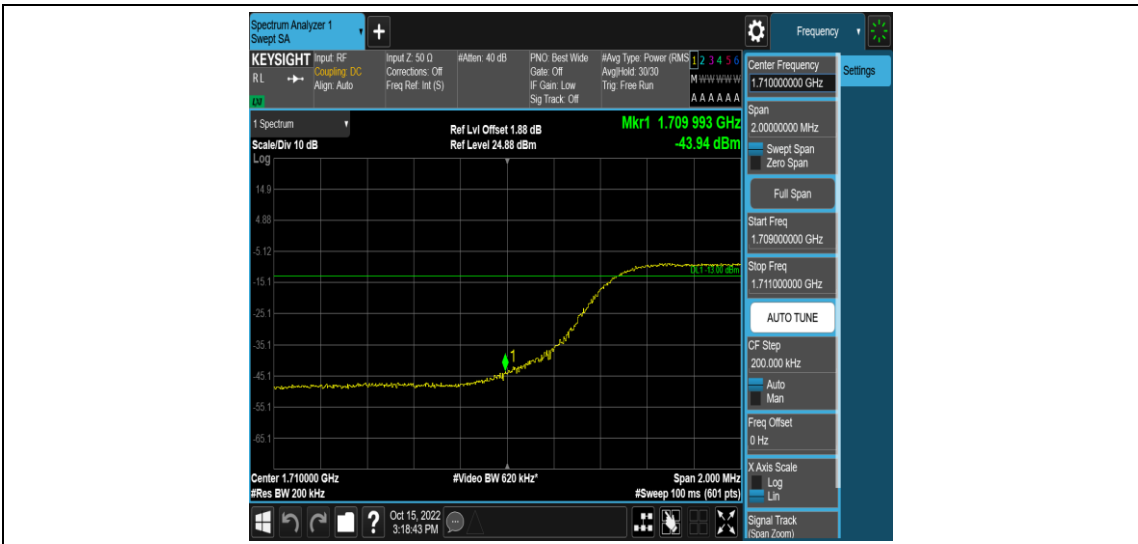 Spectrum Analyzer 1
Swept SA
+
Frequency
KEYSIGHT
RL
LXI
Input: RF
Coupling: DC
Align: Auto
Input Z: 50 Ω
Corrections: Off
Freq Ref: Int (S)
#Atten: 40 dB
PNO: Best Wide
Gate: Off
IF Gain: Low
Sig Track: Off
#Avg Type: Power (RMS
Avg|Hold: 30/30
Trig: Free Run
1 2 3 4 5 6
M W W W W W
A A A A A A
1 Spectrum
Scale/Div 10 dB
Log
Ref Lvl Offset 1.88 dB
Ref Level 24.88 dBm
Mkr1 1.709 993 GHz
-43.94 dBm
14.9
4.88
-5.12
-15.1
-25.1
-35.1
-45.1
-55.1
-65.1
DL1 -13.00 dBm
1
Center 1.710000 GHz
#Res BW 200 kHz
#Video BW 620 kHz*
Span 2.000 MHz
#Sweep 100 ms (601 pts)
?
Oct 15, 2022
3:18:43 PM
Center Frequency
1.710000000 GHz
Settings
Span
2.00000000 MHz
Swept Span
Zero Span
Full Span
Start Freq
1.709000000 GHz
Stop Freq
1.711000000 GHz
AUTO TUNE
CF Step
200.000 kHz
Auto
Man
Freq Offset
0 Hz
X Axis Scale
Log
Lin
Signal Track
(Span Zoom)